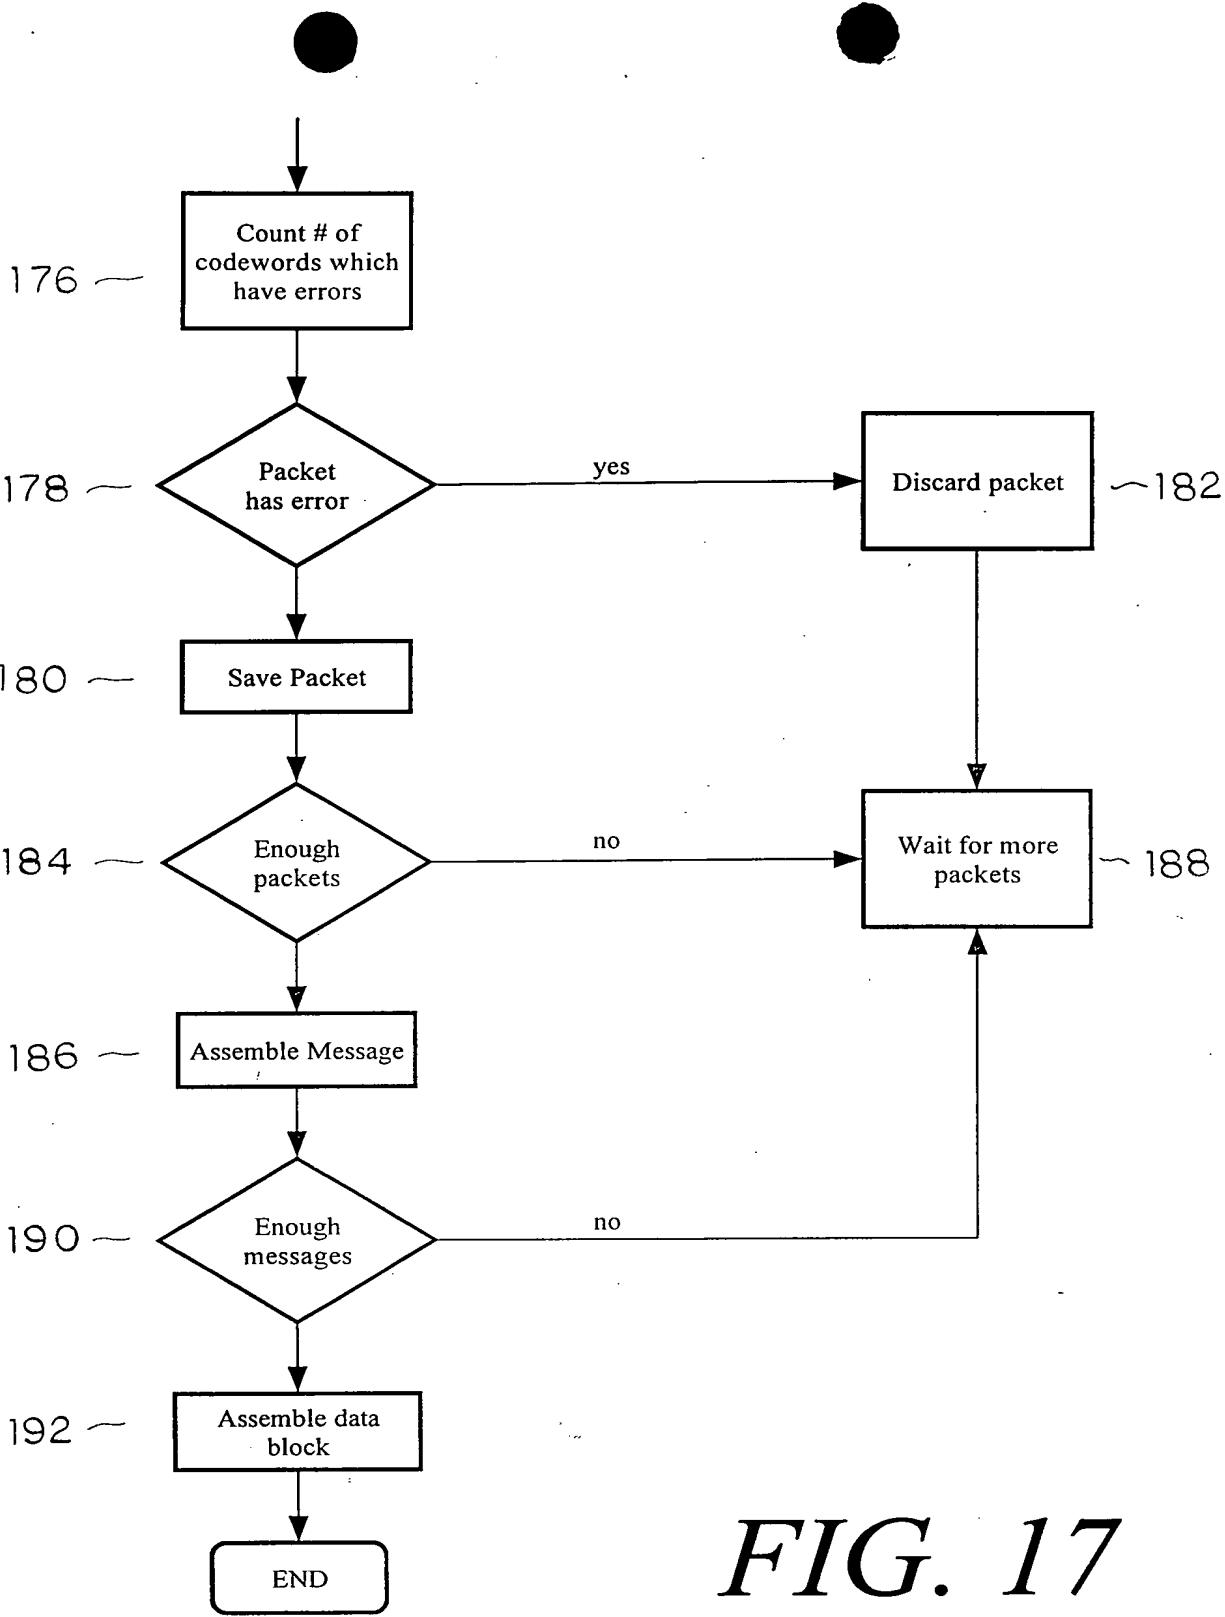 Count # of
codewords which
have errors
176
Packet
has error
178
yes
Discard packet
182
Save Packet
180
Enough
packets
184
no
Wait for more
packets
188
Assemble Message
186
Enough
messages
190
no
Assemble data
block
192
END
FIG. 17